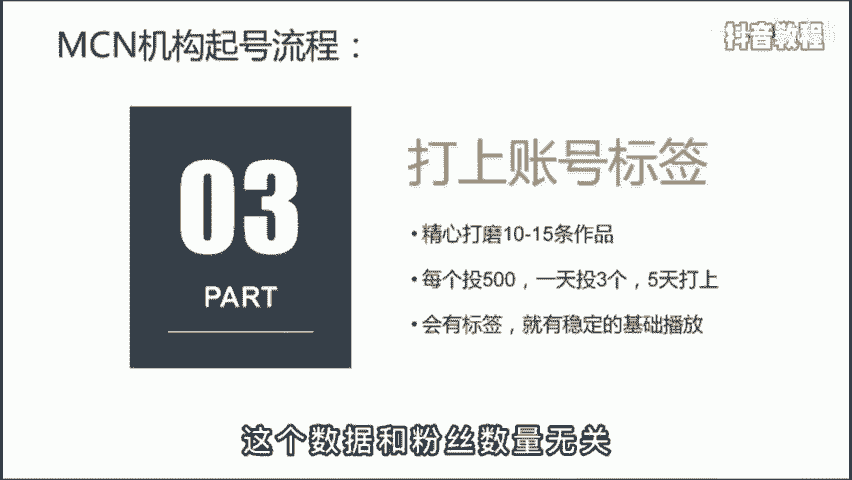 MCN机构起号流程：
抖音教程
03
PART
打上账号标签
•精心打磨10-15条作品
•每个投500，一天投3个，5天打上
•会有标签，就有稳定的基础播放
这个数据和粉丝数量无关